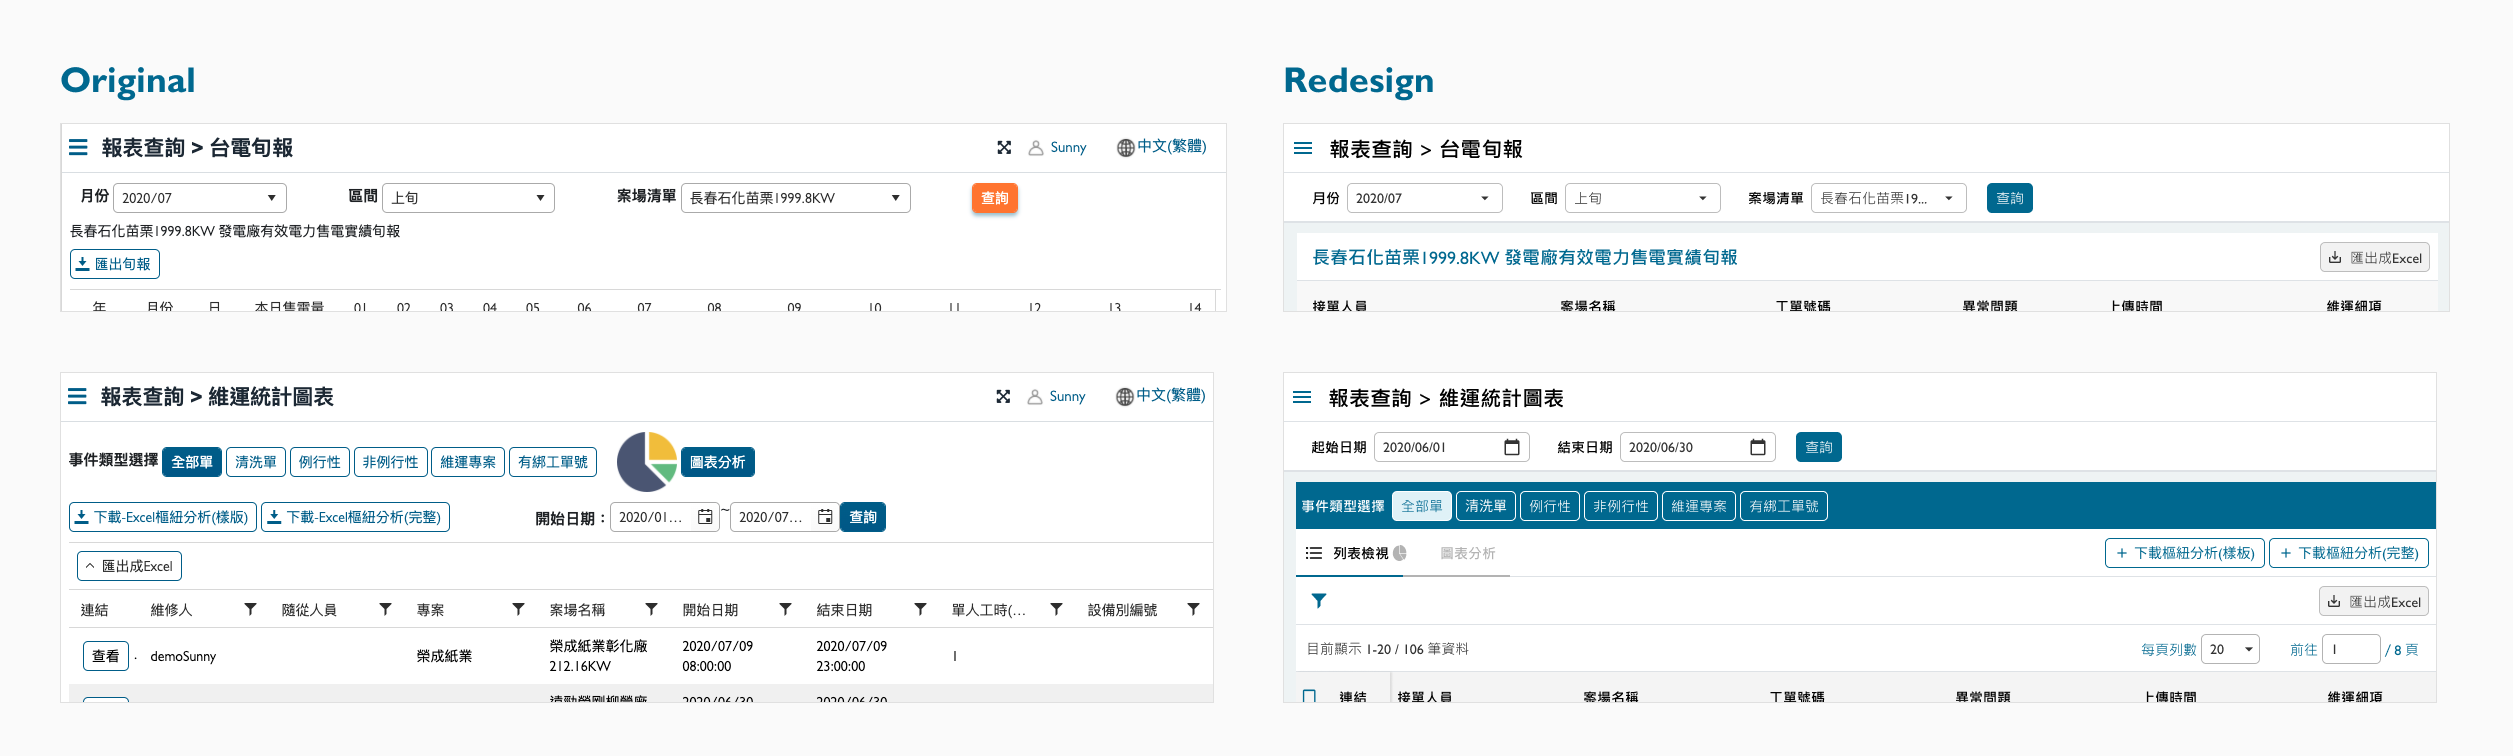 Original
報表查詢 > 台電旬報
Sunny
中文(繁體)
月份 2020/07
區間 上旬
案場清單 長春石化苗栗1999.8KW
查詢
長春石化苗栗1999.8KW 發電廠有效電力售電實績旬報
匯出旬報
年 月份 日 本日售電量 01 02 03 04 05 06 07 08 09 10 11 12 13 14
Redesign
報表查詢 > 台電旬報
月份 2020/07
區間 上旬
案場清單 長春石化苗栗19...
查詢
長春石化苗栗1999.8KW 發電廠有效電力售電實績旬報
匯出成Excel
接單人員 案場名稱 工單號碼 異常問題 上傳時間 維運細項
報表查詢 > 維運統計圖表
Sunny
中文(繁體)
事件類型選擇 全部單 清洗單 例行性 非例行性 維運專案 有綁工單號 圖表分析
下載-Excel樞紐分析(樣版) 下載-Excel樞紐分析(完整)
開始日期： 2020/01... ~ 2020/07... 查詢
匯出成Excel
連結 維修人 隨從人員 專案 案場名稱 開始日期 結束日期 單人工時(... 設備別編號
查看 . demoSunny 榮成紙業 榮成紙業彰化廠 2020/07/09 2020/07/09 1
212.16KW 08:00:00 23:00:00
2020/06/30 2020/06/30
報表查詢 > 維運統計圖表
起始日期 2020/06/01
結束日期 2020/06/30
查詢
事件類型選擇 全部單 清洗單 例行性 非例行性 維運專案 有綁工單號
列表檢視 圖表分析
+ 下載樞紐分析(樣板) + 下載樞紐分析(完整)
匯出成Excel
目前顯示 1-20 / 106 筆資料
每頁列數 20 前往 1 / 8 頁
連結 接單人員 案場名稱 工單號碼 異常問題 上傳時間 維運細項